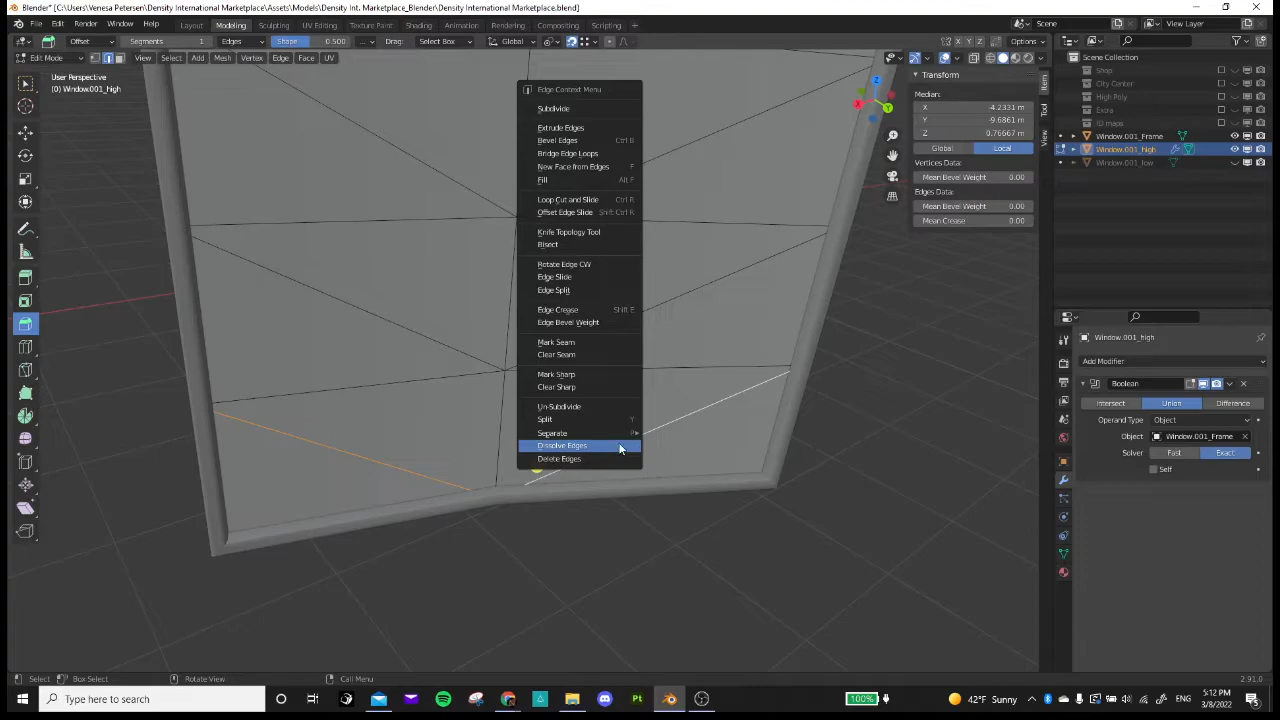 Blender* [C:\Users\Venesa Petersen\Density International Marketplace\Assets\Models\Density Int. Marketplace_Blender\Density International Marketplace.blend]
File Edit Render Window Help Layout Modeling Sculpting UV Editing Texture Paint Shading Animation Rendering Compositing Scripting Scene View Layer
Offset Segments 1 Edges Shape 0.500 ... Drag: Select Box Global X Y Z Options
Edit Mode View Select Add Mesh Vertex Edge Face UV
User Perspective
(0) Window.001_high
Edge Context Menu
Subdivide
Extrude Edges
Bevel Edges Ctrl B
Bridge Edge Loops
New Face from Edges F
Fill Alt F
Loop Cut and Slide Ctrl R
Offset Edge Slide Shift Ctrl R
Knife Topology Tool
Bisect
Rotate Edge CW
Edge Slide
Edge Split
Edge Crease Shift E
Edge Bevel Weight
Mark Seam
Clear Seam
Mark Sharp
Clear Sharp
Un-Subdivide
Split Y
Separate P
Dissolve Edges
Delete Edges
Z
X
Y
Transform
Median:
X -4.2331 m
Y -9.6861 m
Z 0.76667 m
Global Local
Vertices Data:
Mean Bevel Weight 0.00
Edges Data:
Mean Bevel Weight 0.00
Mean Crease 0.00
Item
Tool
View
Scene Collection
Shop
City Center
High Poly
Extra
ID maps
Window.001_Frame
Window.001_high
Window.001_low
Window.001_high
Add Modifier
Boolean
Intersect Union Difference
Operand Type Object
Object Window.001_Frame
Solver Fast Exact
Self
Select Box Select Rotate View Call Menu 2.91.0
Type here to search Pt 100% 42°F Sunny ENG 5:12 PM
3/8/2022